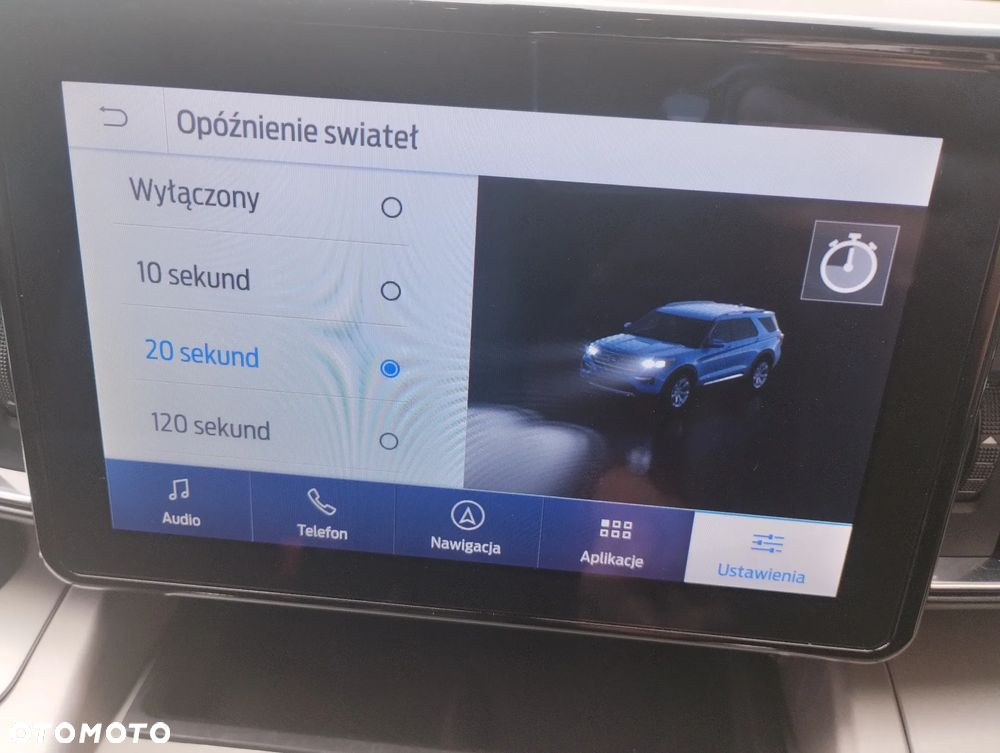 Opóźnienie swiateł
Wyłączony
10 sekund
20 sekund
120 sekund
Audio
Telefon
Nawigacja
Aplikacje
Ustawienia
OTOMOTO